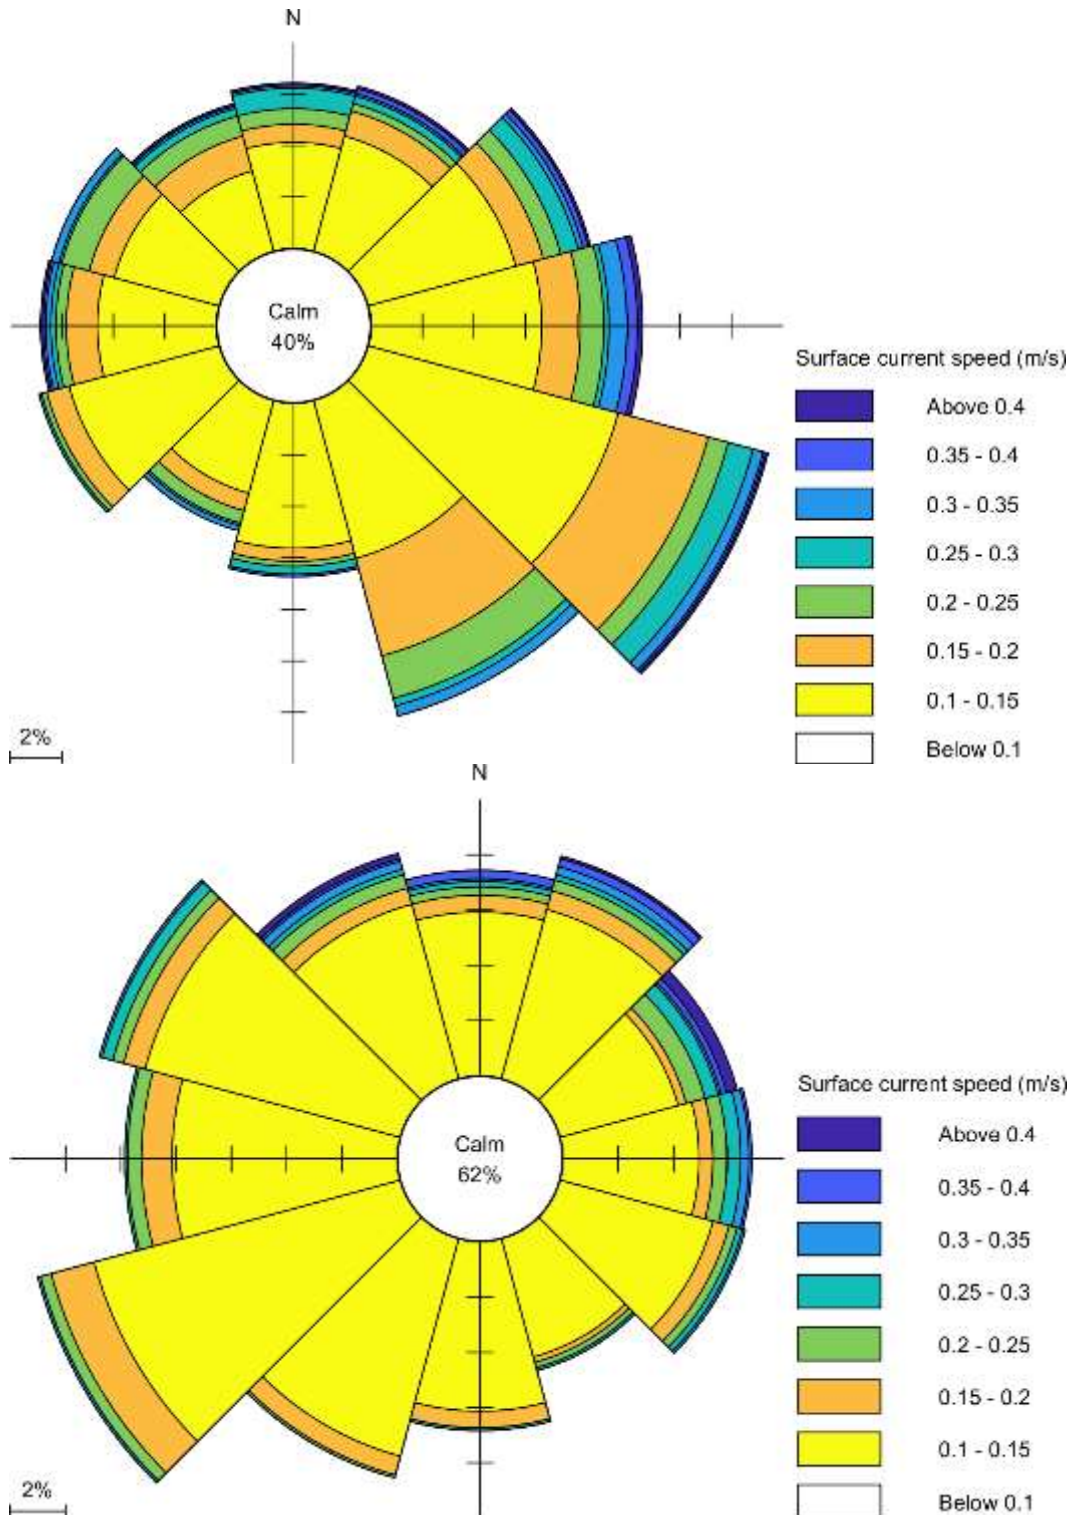 N
Calm
40%
Surface current speed (m/s)
Above 0.4
0.35 - 0.4
0.3 - 0.35
0.25 - 0.3
0.2 - 0.25
0.15 - 0.2
0.1 - 0.15
Below 0.1
2%
N
Calm
62%
Surface current speed (m/s)
Above 0.4
0.35 - 0.4
0.3 - 0.35
0.25 - 0.3
0.2 - 0.25
0.15 - 0.2
0.1 - 0.15
Below 0.1
2%